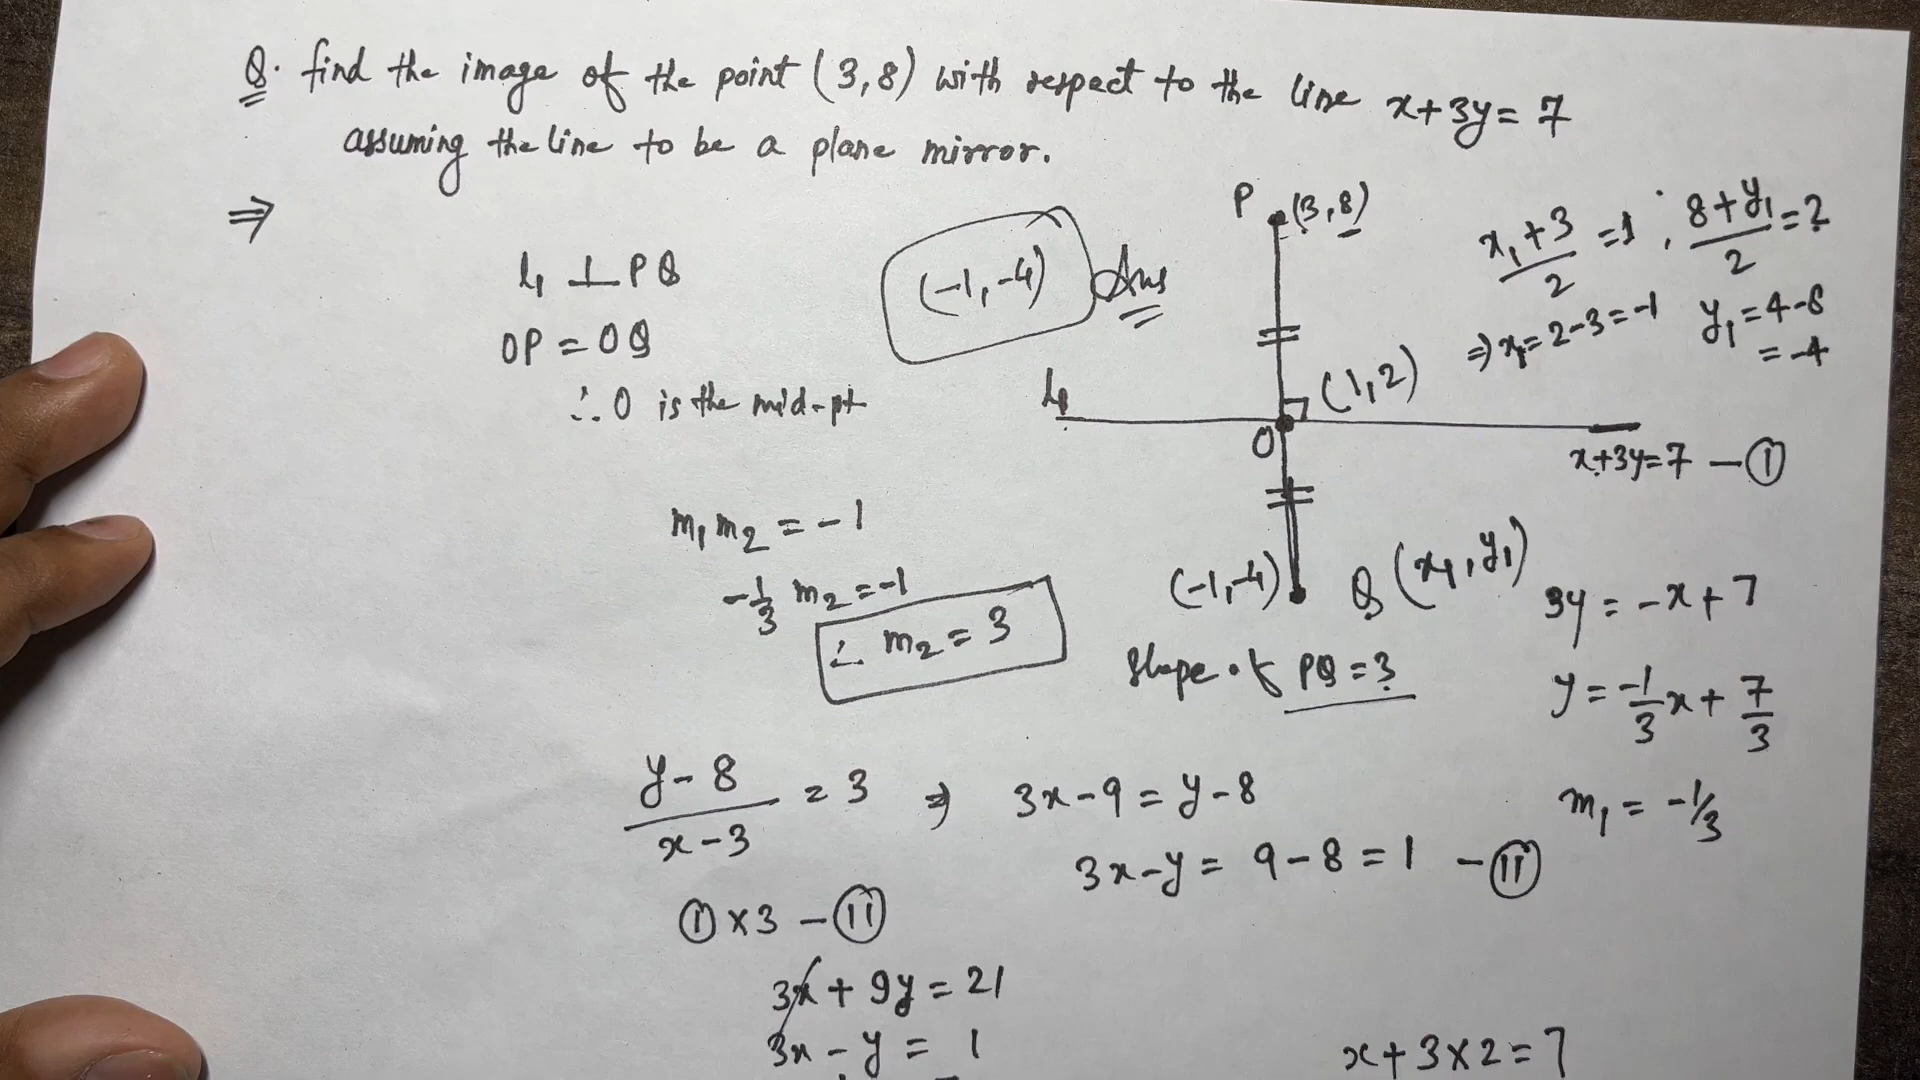 Q. find the image of the point (3,8) with respect to the line x+3y=7
assuming the line to be a plane mirror.
⇒
l₁ ⊥ PQ
OP = OQ
∴ O is the mid-pt
(-1,-4) Ans
P (3,8)
l₁
O
(1,2)
x+3y=7 — ①
(-1,-4)
Q (x₁,y₁)
Slope of PQ = 3
(x₁+3)/2 = 1 ; (8+y₁)/2 = 2
⇒ x₁ = 2-3 = -1
y₁ = 4-8
= -4
m₁m₂ = -1
-1/3 m₂ = -1
∴ m₂ = 3
3y = -x+7
y = -1/3 x + 7/3
m₁ = -1/3
(y-8)/(x-3) = 3 ⇒ 3x-9 = y-8
3x-y = 9-8 = 1 — ⑪
① × 3 - ⑪
3x + 9y = 21
3x - y = 1
x + 3×2 = 7